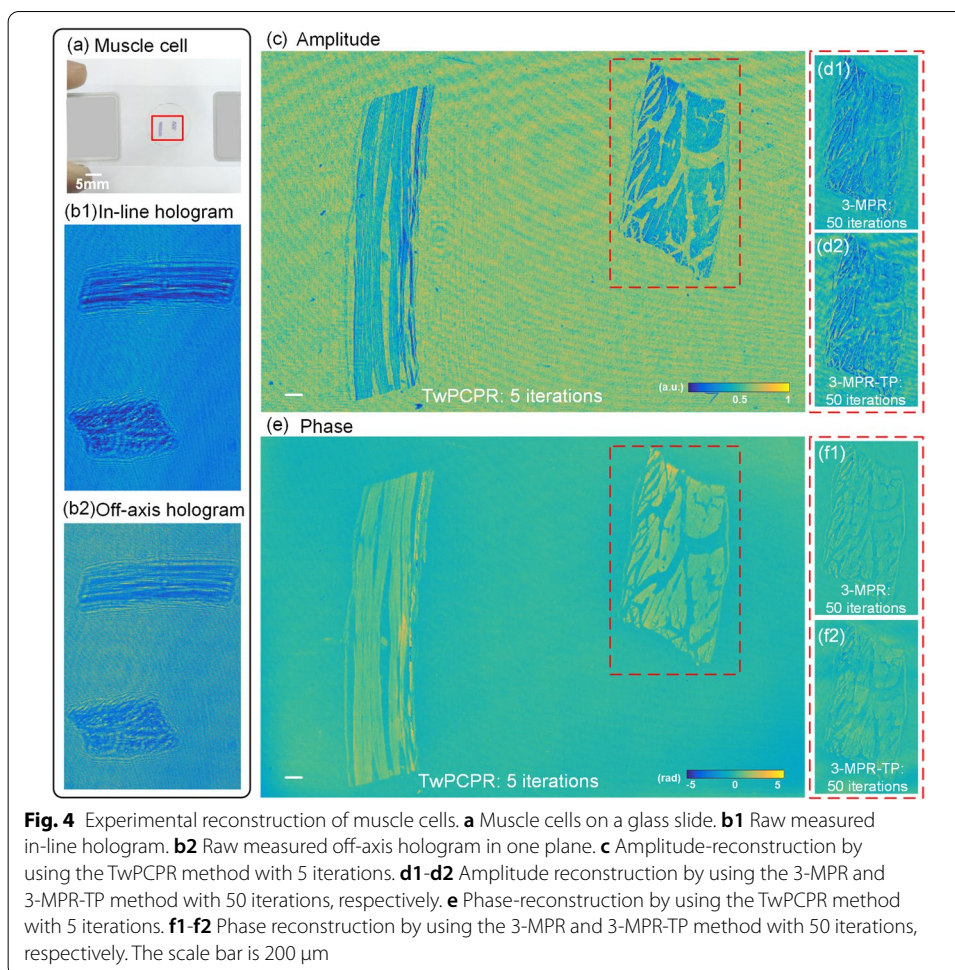 (a) Muscle cell
5mm
(b1)In-line hologram
(b2)Off-axis hologram
(c) Amplitude
TwPCPR: 5 iterations
(a.u.)
0.5
1
(d1)
3-MPR:
50 iterations
(d2)
3-MPR-TP:
50 iterations
(e) Phase
TwPCPR: 5 iterations
(rad)
-5
0
5
(f1)
3-MPR:
50 iterations
(f2)
3-MPR-TP:
50 iterations
Fig. 4 Experimental reconstruction of muscle cells. a Muscle cells on a glass slide. b1 Raw measured
in-line hologram. b2 Raw measured off-axis hologram in one plane. c Amplitude-reconstruction by
using the TwPCPR method with 5 iterations. d1-d2 Amplitude reconstruction by using the 3-MPR and
3-MPR-TP method with 50 iterations, respectively. e Phase-reconstruction by using the TwPCPR method
with 5 iterations. f1-f2 Phase reconstruction by using the 3-MPR and 3-MPR-TP method with 50 iterations,
respectively. The scale bar is 200 μm